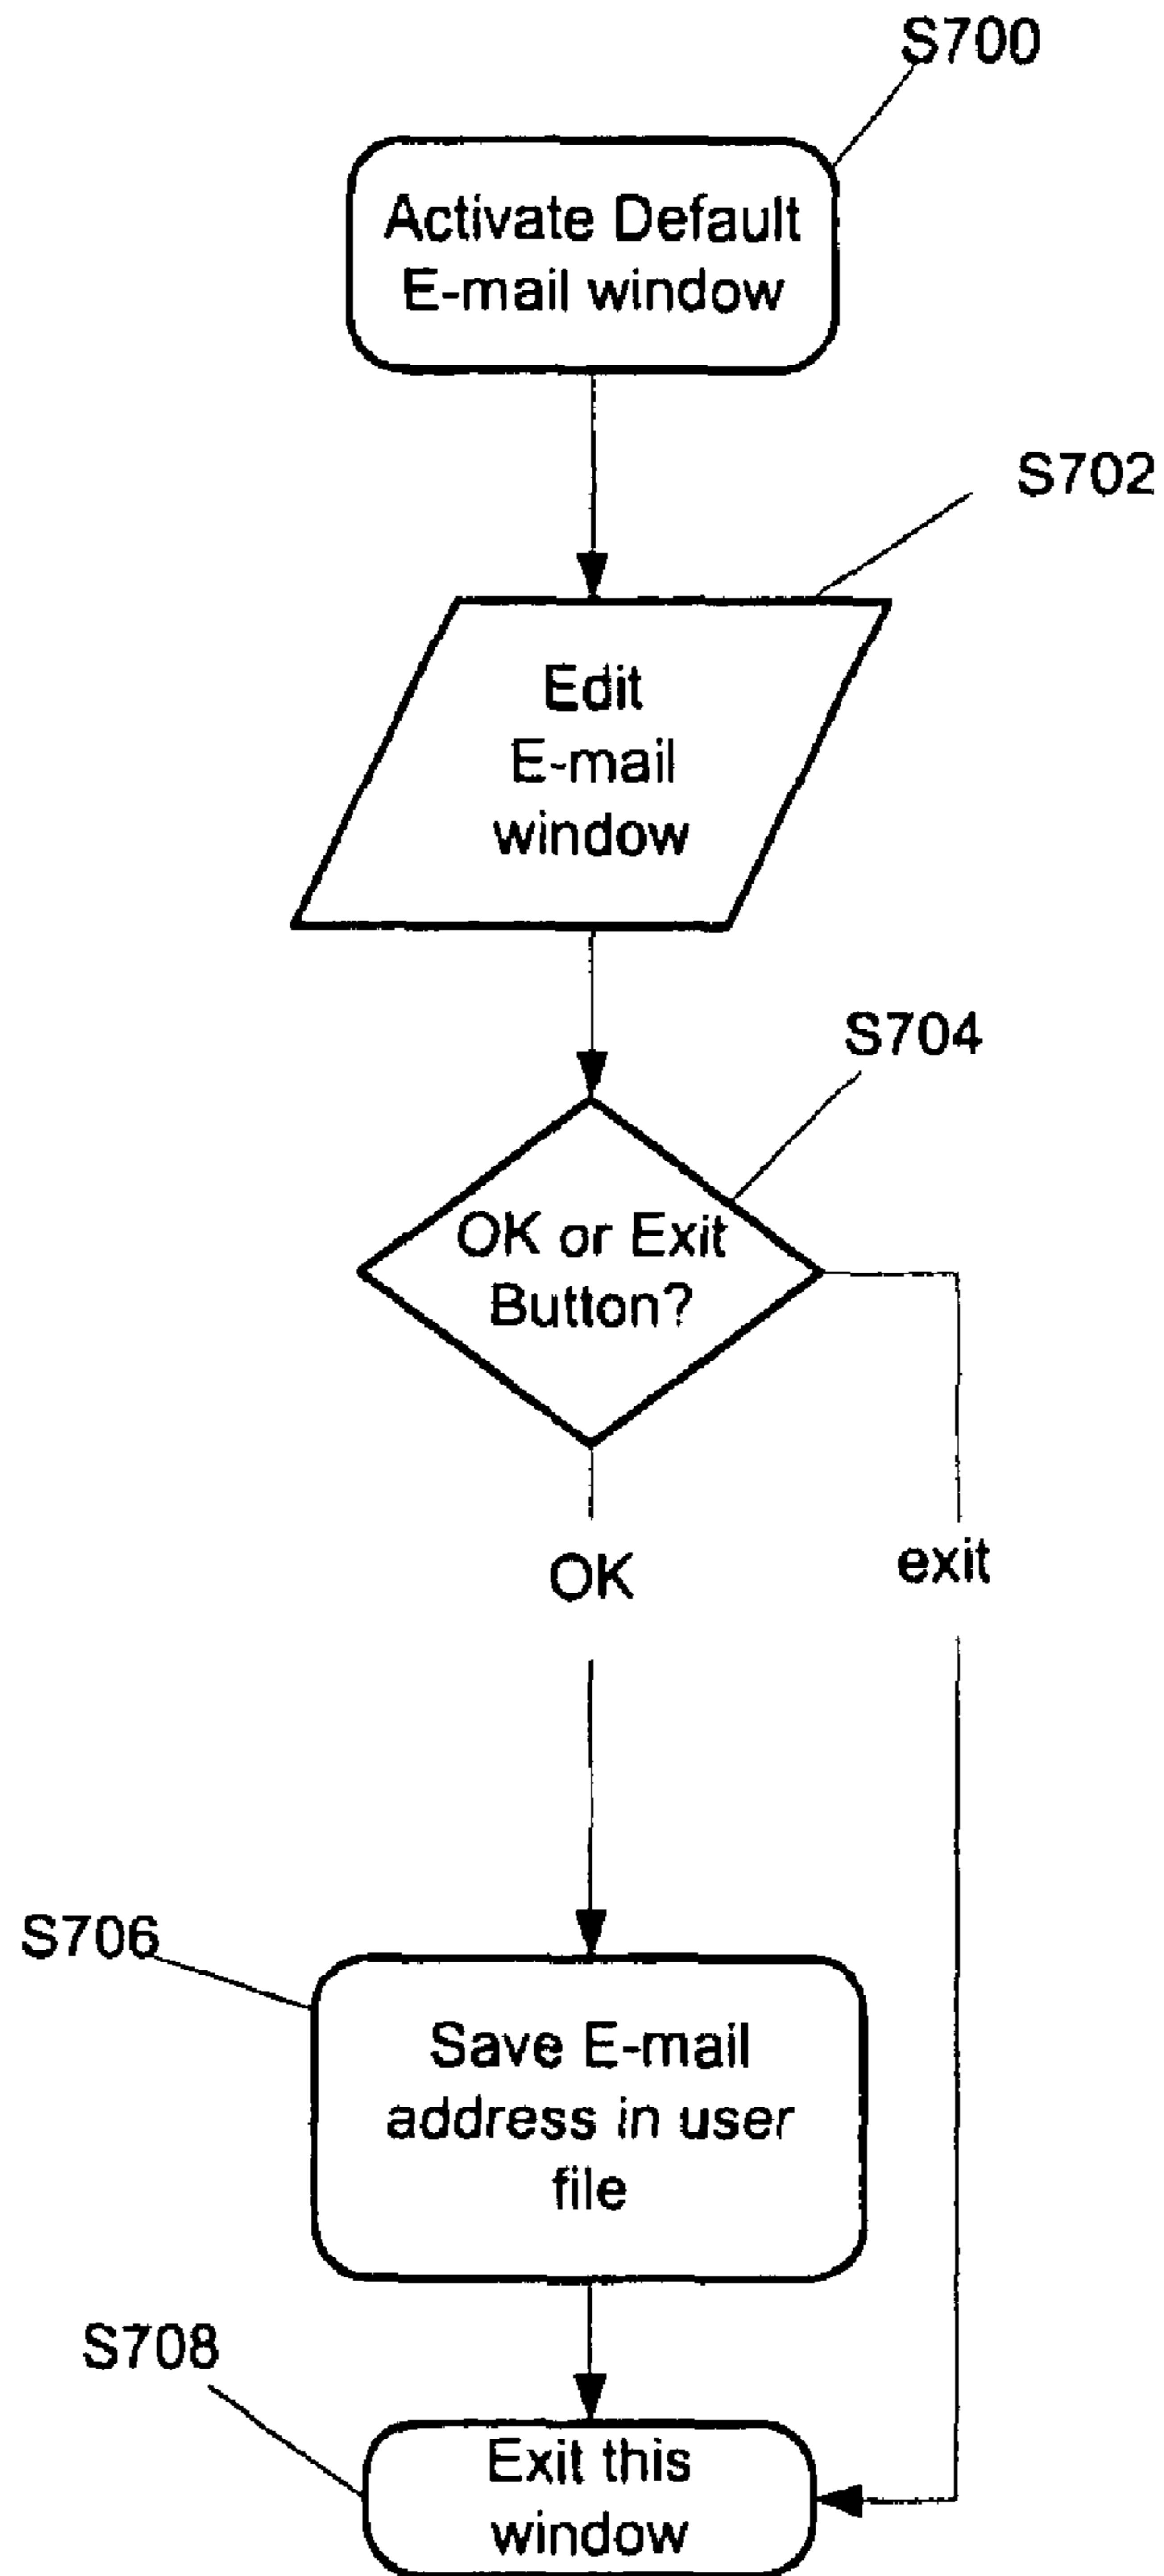 S700
Activate Default
E-mail window
S702
Edit
E-mail
window
S704
OK or Exit
Button?
OK
exit
S706
Save E-mail
address in user
file
S708
Exit this
window